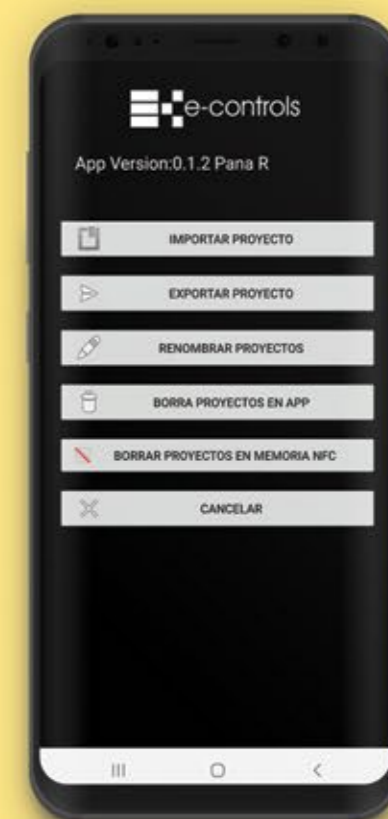 e-controls
App Version:0.1.2 Pana R
IMPORTAR PROYECTO
EXPORTAR PROYECTO
RENOMBRAR PROYECTOS
BORRA PROYECTOS EN APP
BORRAR PROYECTOS EN MEMORIA NFC
CANCELAR